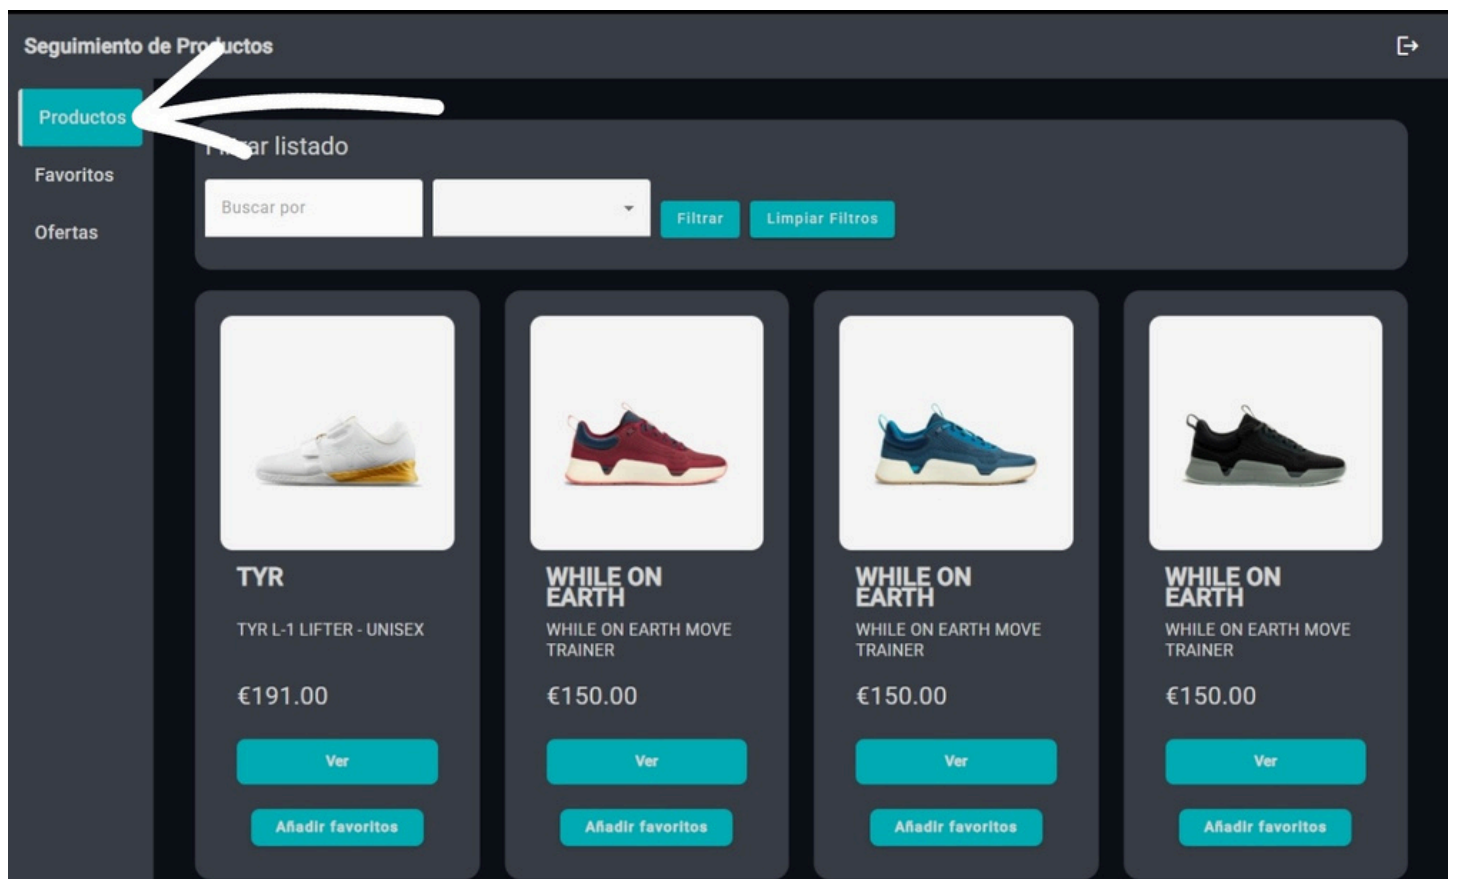 Seguimiento de Productos
Productos
Favoritos
Ofertas
listado
Buscar por
Filtrar
Limpiar Filtros
TYR
TYR L-1 LIFTER - UNISEX
€191.00
Ver
Añadir favoritos
WHILE ON
EARTH
WHILE ON EARTH MOVE
TRAINER
€150.00
Ver
Añadir favoritos
WHILE ON
EARTH
WHILE ON EARTH MOVE
TRAINER
€150.00
Ver
Añadir favoritos
WHILE ON
EARTH
WHILE ON EARTH MOVE
TRAINER
€150.00
Ver
Añadir favoritos